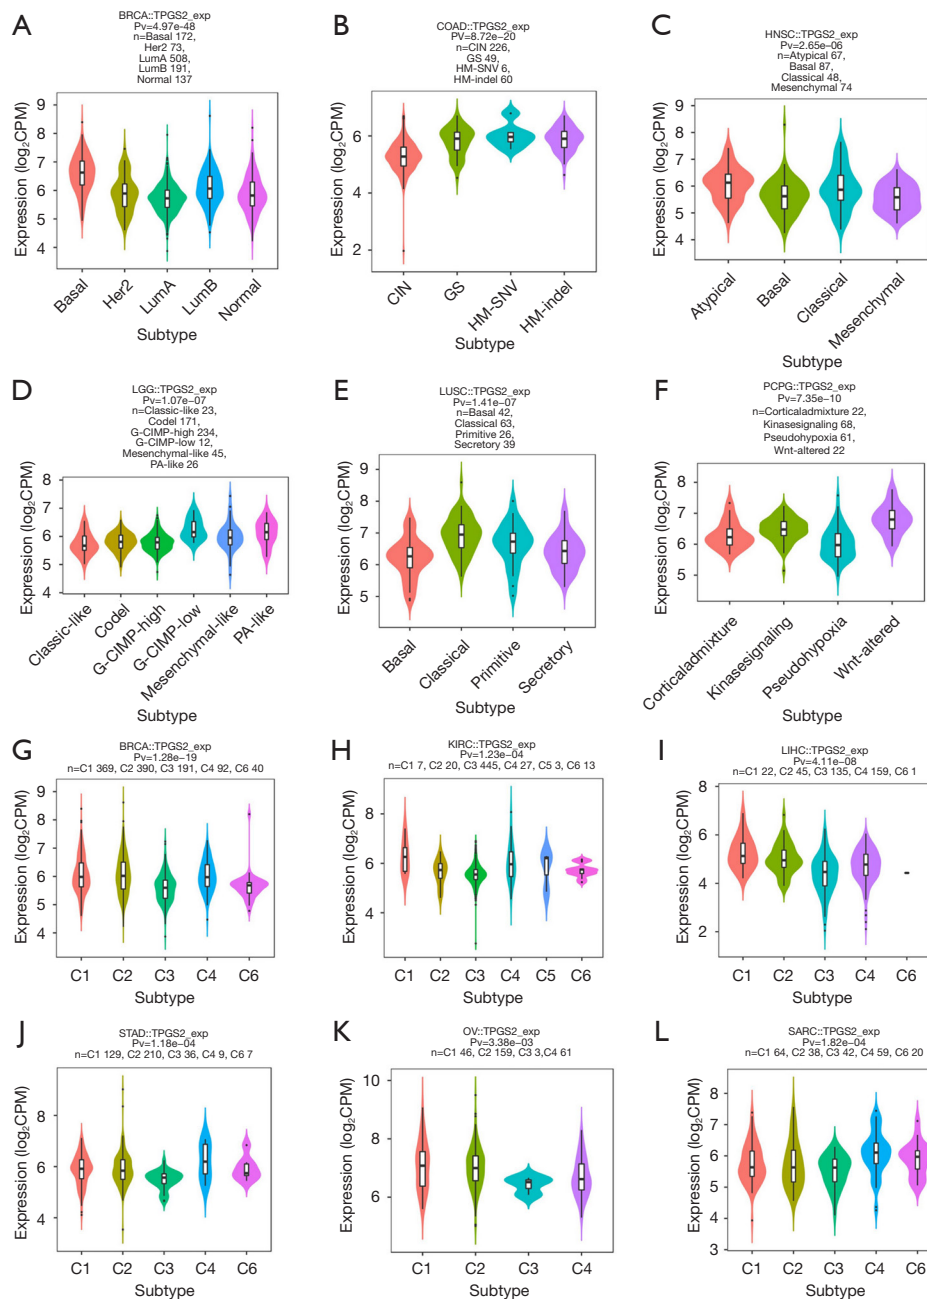 A
BRCA::TPGS2_exp
Pv=4.97e-48
n=Basal 172,
Her2 73,
LumA 508,
LumB 191,
Normal 137
Expression (log₂CPM)
9
8
7
6
5
4
Basal
Her2
LumA
LumB
Normal
Subtype
B
COAD::TPGS2_exp
PV=8.72e-20
n=CIN 226,
GS 49,
HM-SNV 6,
HM-indel 60
Expression (log₂CPM)
6
4
2
CIN
GS
HM-SNV
HM-indel
Subtype
C
HNSC::TPGS2_exp
Pv=2.65e-06
n=Atypical 67,
Basal 87,
Classical 48,
Mesenchymal 74
Expression (log₂CPM)
9
8
7
6
5
4
Atypical
Basal
Classical
Mesenchymal
Subtype
D
LGG::TPGS2_exp
Pv=1.07e-07
n=Classic-like 23,
Codel 171,
G-CIMP-high 234,
G-CIMP-low 12,
Mesenchymal-like 45,
PA-like 26
Expression (log₂CPM)
8
7
6
5
4
Classic-like
Codel
G-CIMP-high
G-CIMP-low
Mesenchymal-like
PA-like
Subtype
E
LUSC::TPGS2_exp
Pv=1.41e-07
n=Basal 42,
Classical 63,
Primitive 26,
Secretory 39
Expression (log₂CPM)
9
8
7
6
5
Basal
Classical
Primitive
Secretory
Subtype
F
PCPG::TPGS2_exp
Pv=7.35e-10
n=Corticaladmixture 22,
Kinasesignaling 68,
Pseudohypoxia 61,
Wnt-altered 22
Expression (log₂CPM)
8
7
6
5
Corticaladmixture
Kinasesignaling
Pseudohypoxia
Wnt-altered
Subtype
G
BRCA::TPGS2_exp
Pv=1.28e-19
n=C1 369, C2 390, C3 191, C4 92, C6 40
Expression (log₂CPM)
9
8
7
6
5
4
C1
C2
C3
C4
C6
Subtype
H
KIRC::TPGS2_exp
Pv=1.23e-04
n=C1 7, C2 20, C3 445, C4 27, C5 3, C6 13
Expression (log₂CPM)
8
6
4
C1
C2
C3
C4
C5
C6
Subtype
I
LIHC::TPGS2_exp
Pv=4.11e-08
n=C1 22, C2 45, C3 135, C4 159, C6 1
Expression (log₂CPM)
8
6
4
2
C1
C2
C3
C4
C6
Subtype
J
STAD::TPGS2_exp
Pv=1.18e-04
n=C1 129, C2 210, C3 36, C4 9, C6 7
Expression (log₂CPM)
8
6
4
C1
C2
C3
C4
C6
Subtype
K
OV::TPGS2_exp
Pv=3.38e-03
n=C1 46, C2 159, C3 3,C4 61
Expression (log₂CPM)
10
8
6
C1
C2
C3
C4
Subtype
L
SARC::TPGS2_exp
Pv=1.82e-04
n=C1 64, C2 38, C3 42, C4 59, C6 20
Expression (log₂CPM)
8
7
6
5
4
3
C1
C2
C3
C4
C6
Subtype